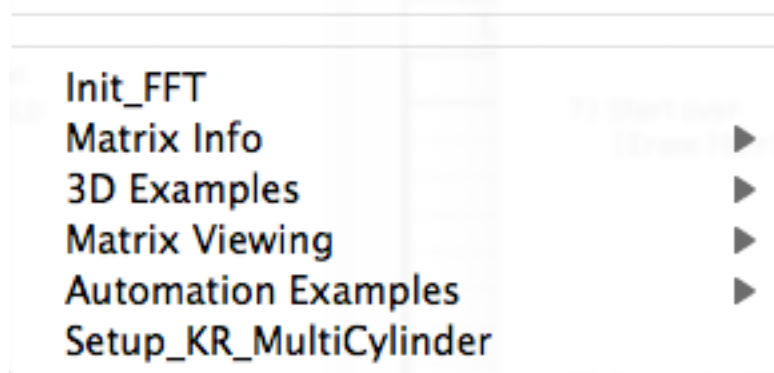 Init_FFT
Matrix Info
3D Examples
Matrix Viewing
Automation Examples
Setup_KR_MultiCylinder